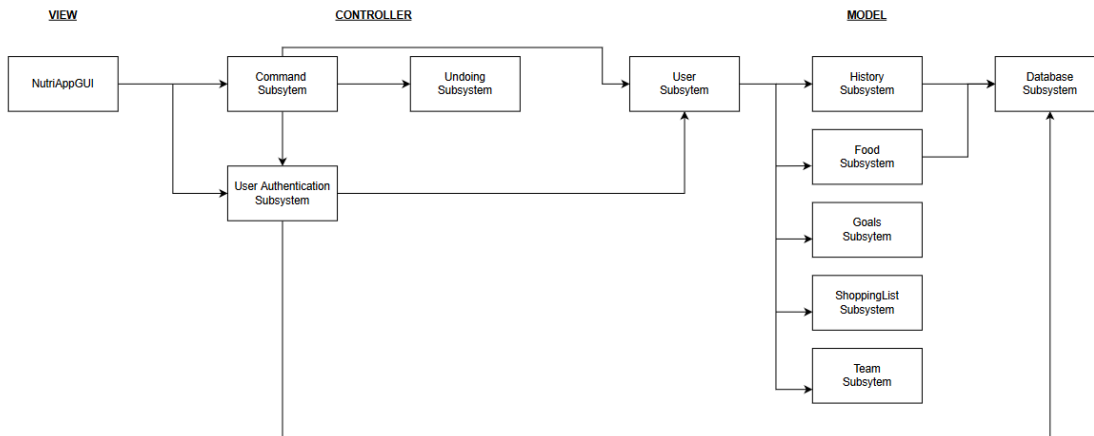 VIEW
CONTROLLER
MODEL
NutriAppGUI
Command
Subsytem
Undoing
Subsystem
User
Subsytem
History
Subsystem
Database
Subsystem
User Authentication
Subsystem
Food
Subsystem
Goals
Subsytem
ShoppingList
Subsystem
Team
Subsytem